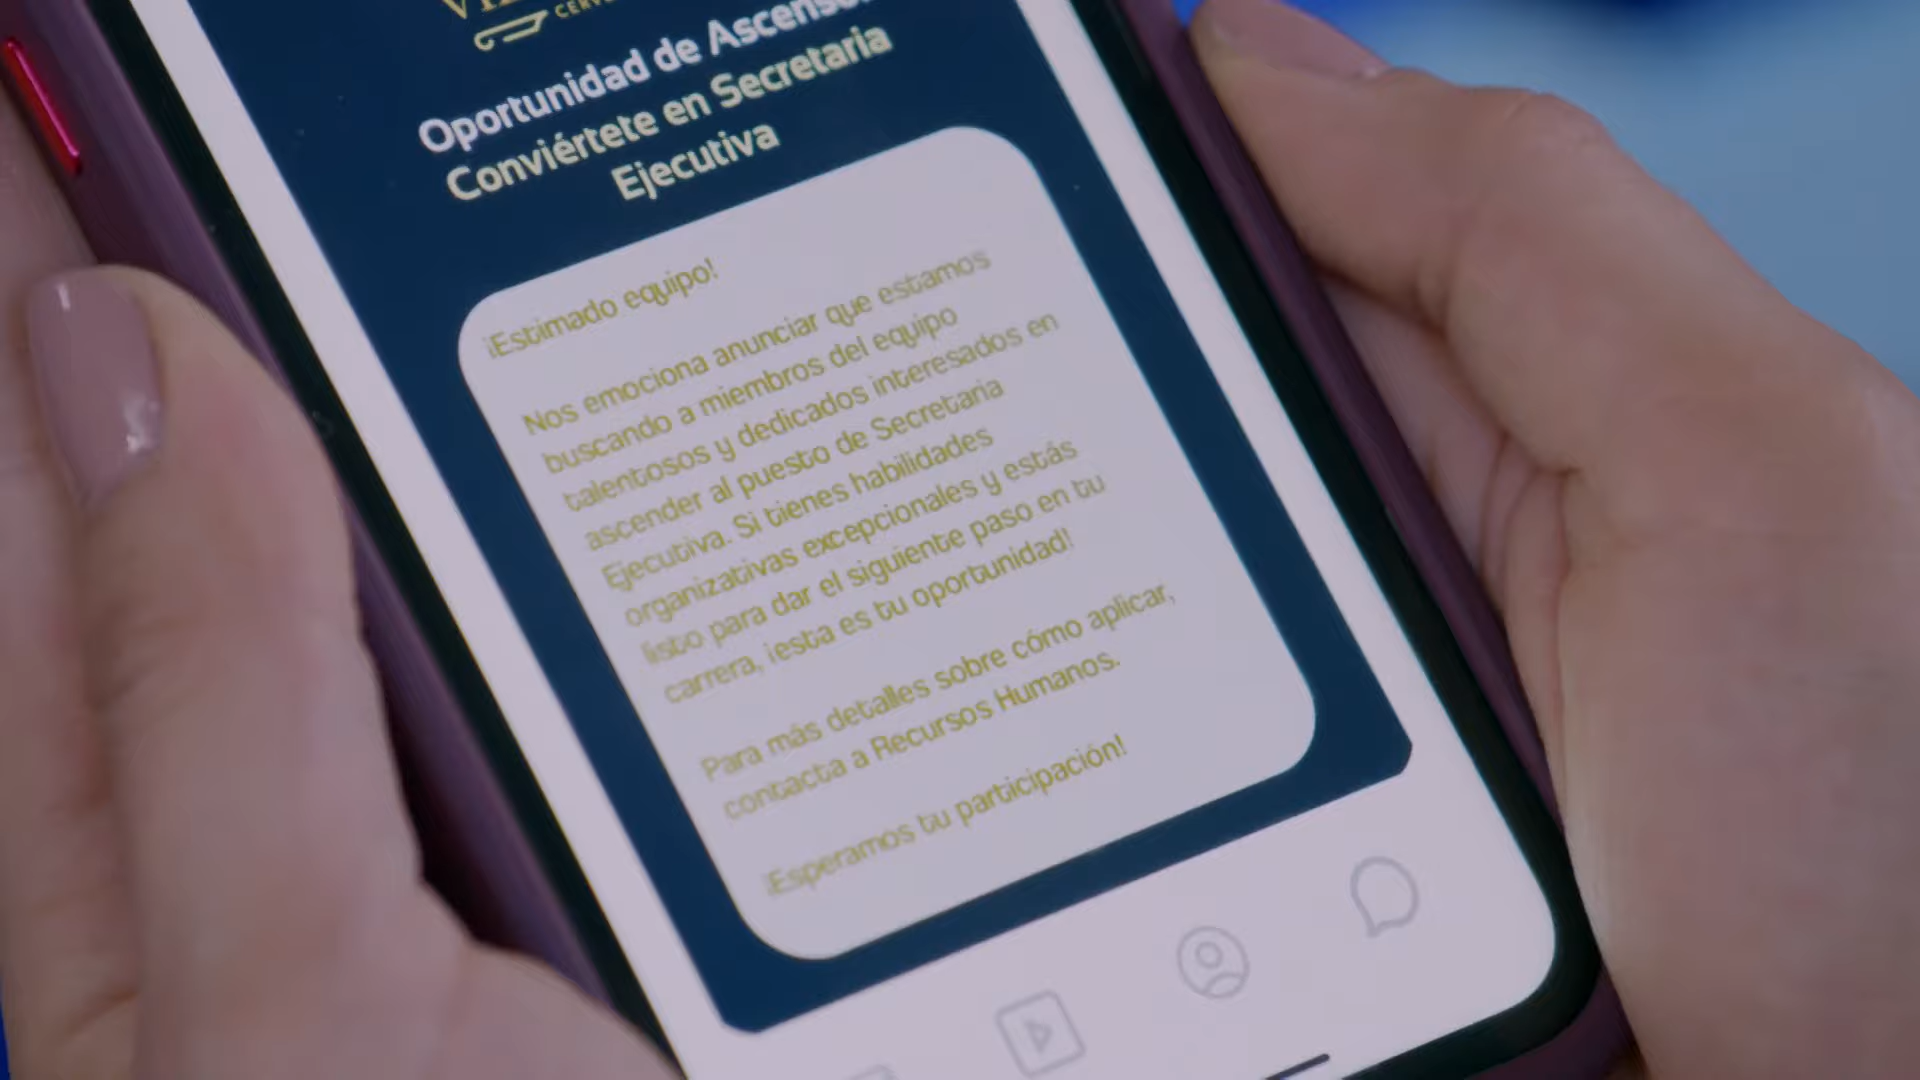 Oportunidad de Ascenso
Conviértete en Secretaria
Ejecutiva
¡Estimado equipo!
Nos emociona anunciar que estamos
buscando a miembros del equipo
talentosos y dedicados interesados en
ascender al puesto de Secretaria
Ejecutiva. Si tienes habilidades
organizativas excepcionales y estás
listo para dar el siguiente paso en tu
carrera, ¡esta es tu oportunidad!
Para más detalles sobre cómo aplicar,
contacta a Recursos Humanos.
¡Esperamos tu participación!